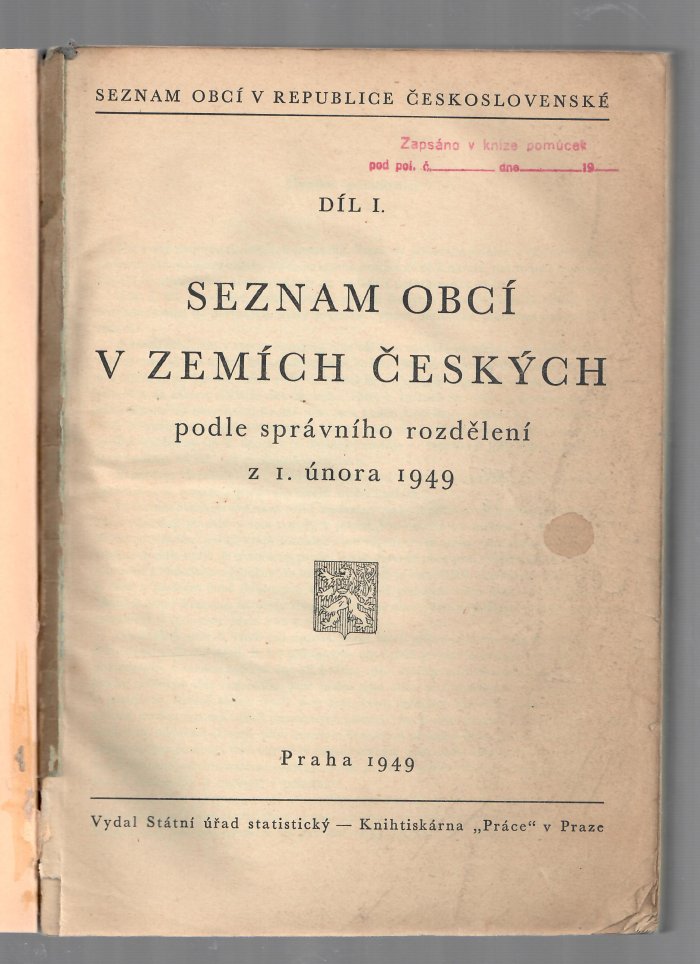 SEZNAM OBCÍ V REPUBLICE ČESKOSLOVENSKÉ
Zapsáno v knize pomůcek
pod pol. č. dne 19
DÍL I.
SEZNAM OBCÍ
V ZEMÍCH ČESKÝCH
podle správního rozdělení
z 1. února 1949
Praha 1949
Vydal Státní úřad statistický — Knihtiskárna „Práce“ v Praze